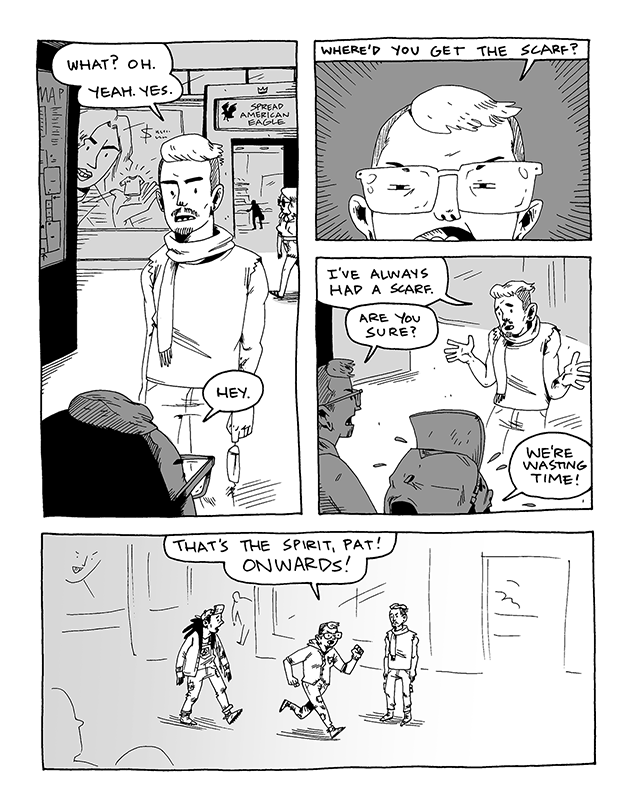 WHAT? OH.
YEAH. YES.
MAP
$
SPREAD
AMERICAN
EAGLE
HEY.
WHERE'D YOU GET THE SCARF?
I'VE ALWAYS
HAD A SCARF.
ARE YOU
SURE?
WE'RE
WASTING
TIME!
THAT'S THE SPIRIT, PAT!
ONWARDS!